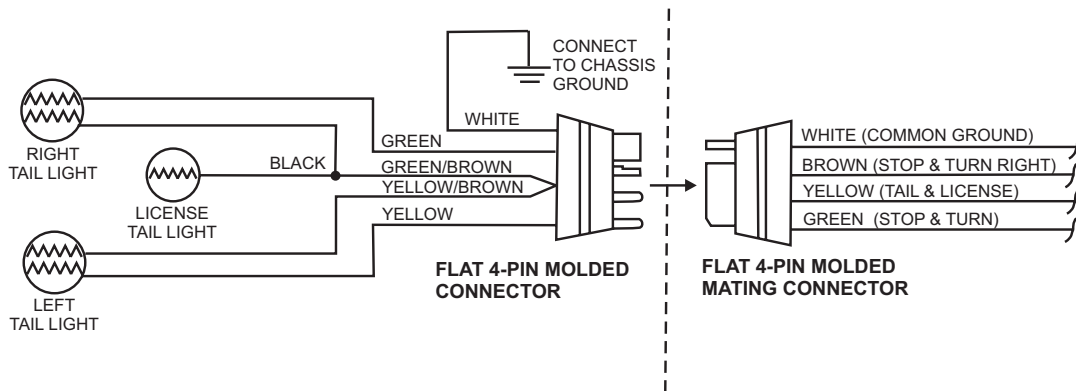 CONNECT
TO CHASSIS
GROUND
WHITE
GREEN
RIGHT
TAIL LIGHT
BLACK
GREEN/BROWN
YELLOW/BROWN
LICENSE
TAIL LIGHT
YELLOW
LEFT
TAIL LIGHT
FLAT 4-PIN MOLDED
CONNECTOR
WHITE (COMMON GROUND)
BROWN (STOP & TURN RIGHT)
YELLOW (TAIL & LICENSE)
GREEN (STOP & TURN)
FLAT 4-PIN MOLDED
MATING CONNECTOR